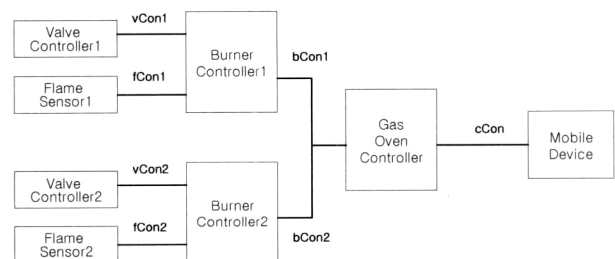 vCon1
Valve
Controller1
fCon1
Flame
Sensor1
Burner
Controller1
bCon1
vCon2
Valve
Controller2
fCon2
Flame
Sensor2
Burner
Controller2
bCon2
Gas
Oven
Controller
cCon
Mobile
Device